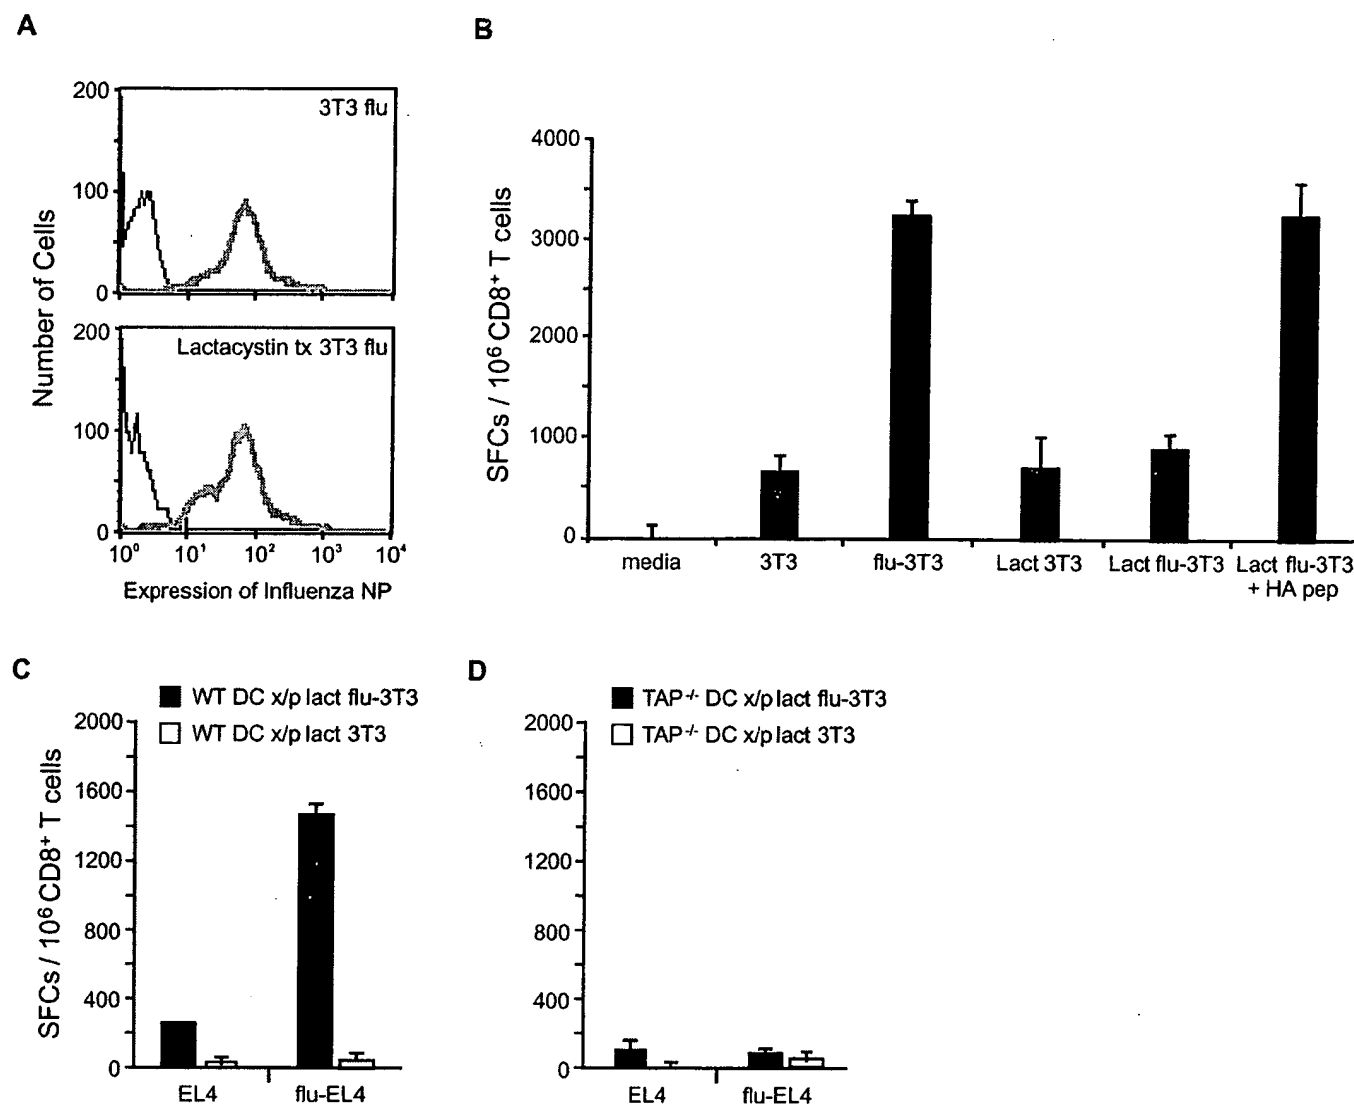 A
200
3T3 flu
100
0
200
Lactacystin tx 3T3 flu
100
0
10⁰ 10¹ 10² 10³ 10⁴
Number of Cells
Expression of Influenza NP
B
4000
3000
2000
1000
0
SFCs / 10⁶ CD8⁺ T cells
media 3T3 flu-3T3 Lact 3T3 Lact flu-3T3 Lact flu-3T3
+ HA pep
C
WT DC x/p lact flu-3T3
WT DC x/p lact 3T3
2000
1600
1200
800
400
0
SFCs / 10⁶ CD8⁺ T cells
EL4 flu-EL4
D
TAP⁻/⁻ DC x/p lact flu-3T3
TAP⁻/⁻ DC x/p lact 3T3
2000
1600
1200
800
400
0
EL4 flu-EL4